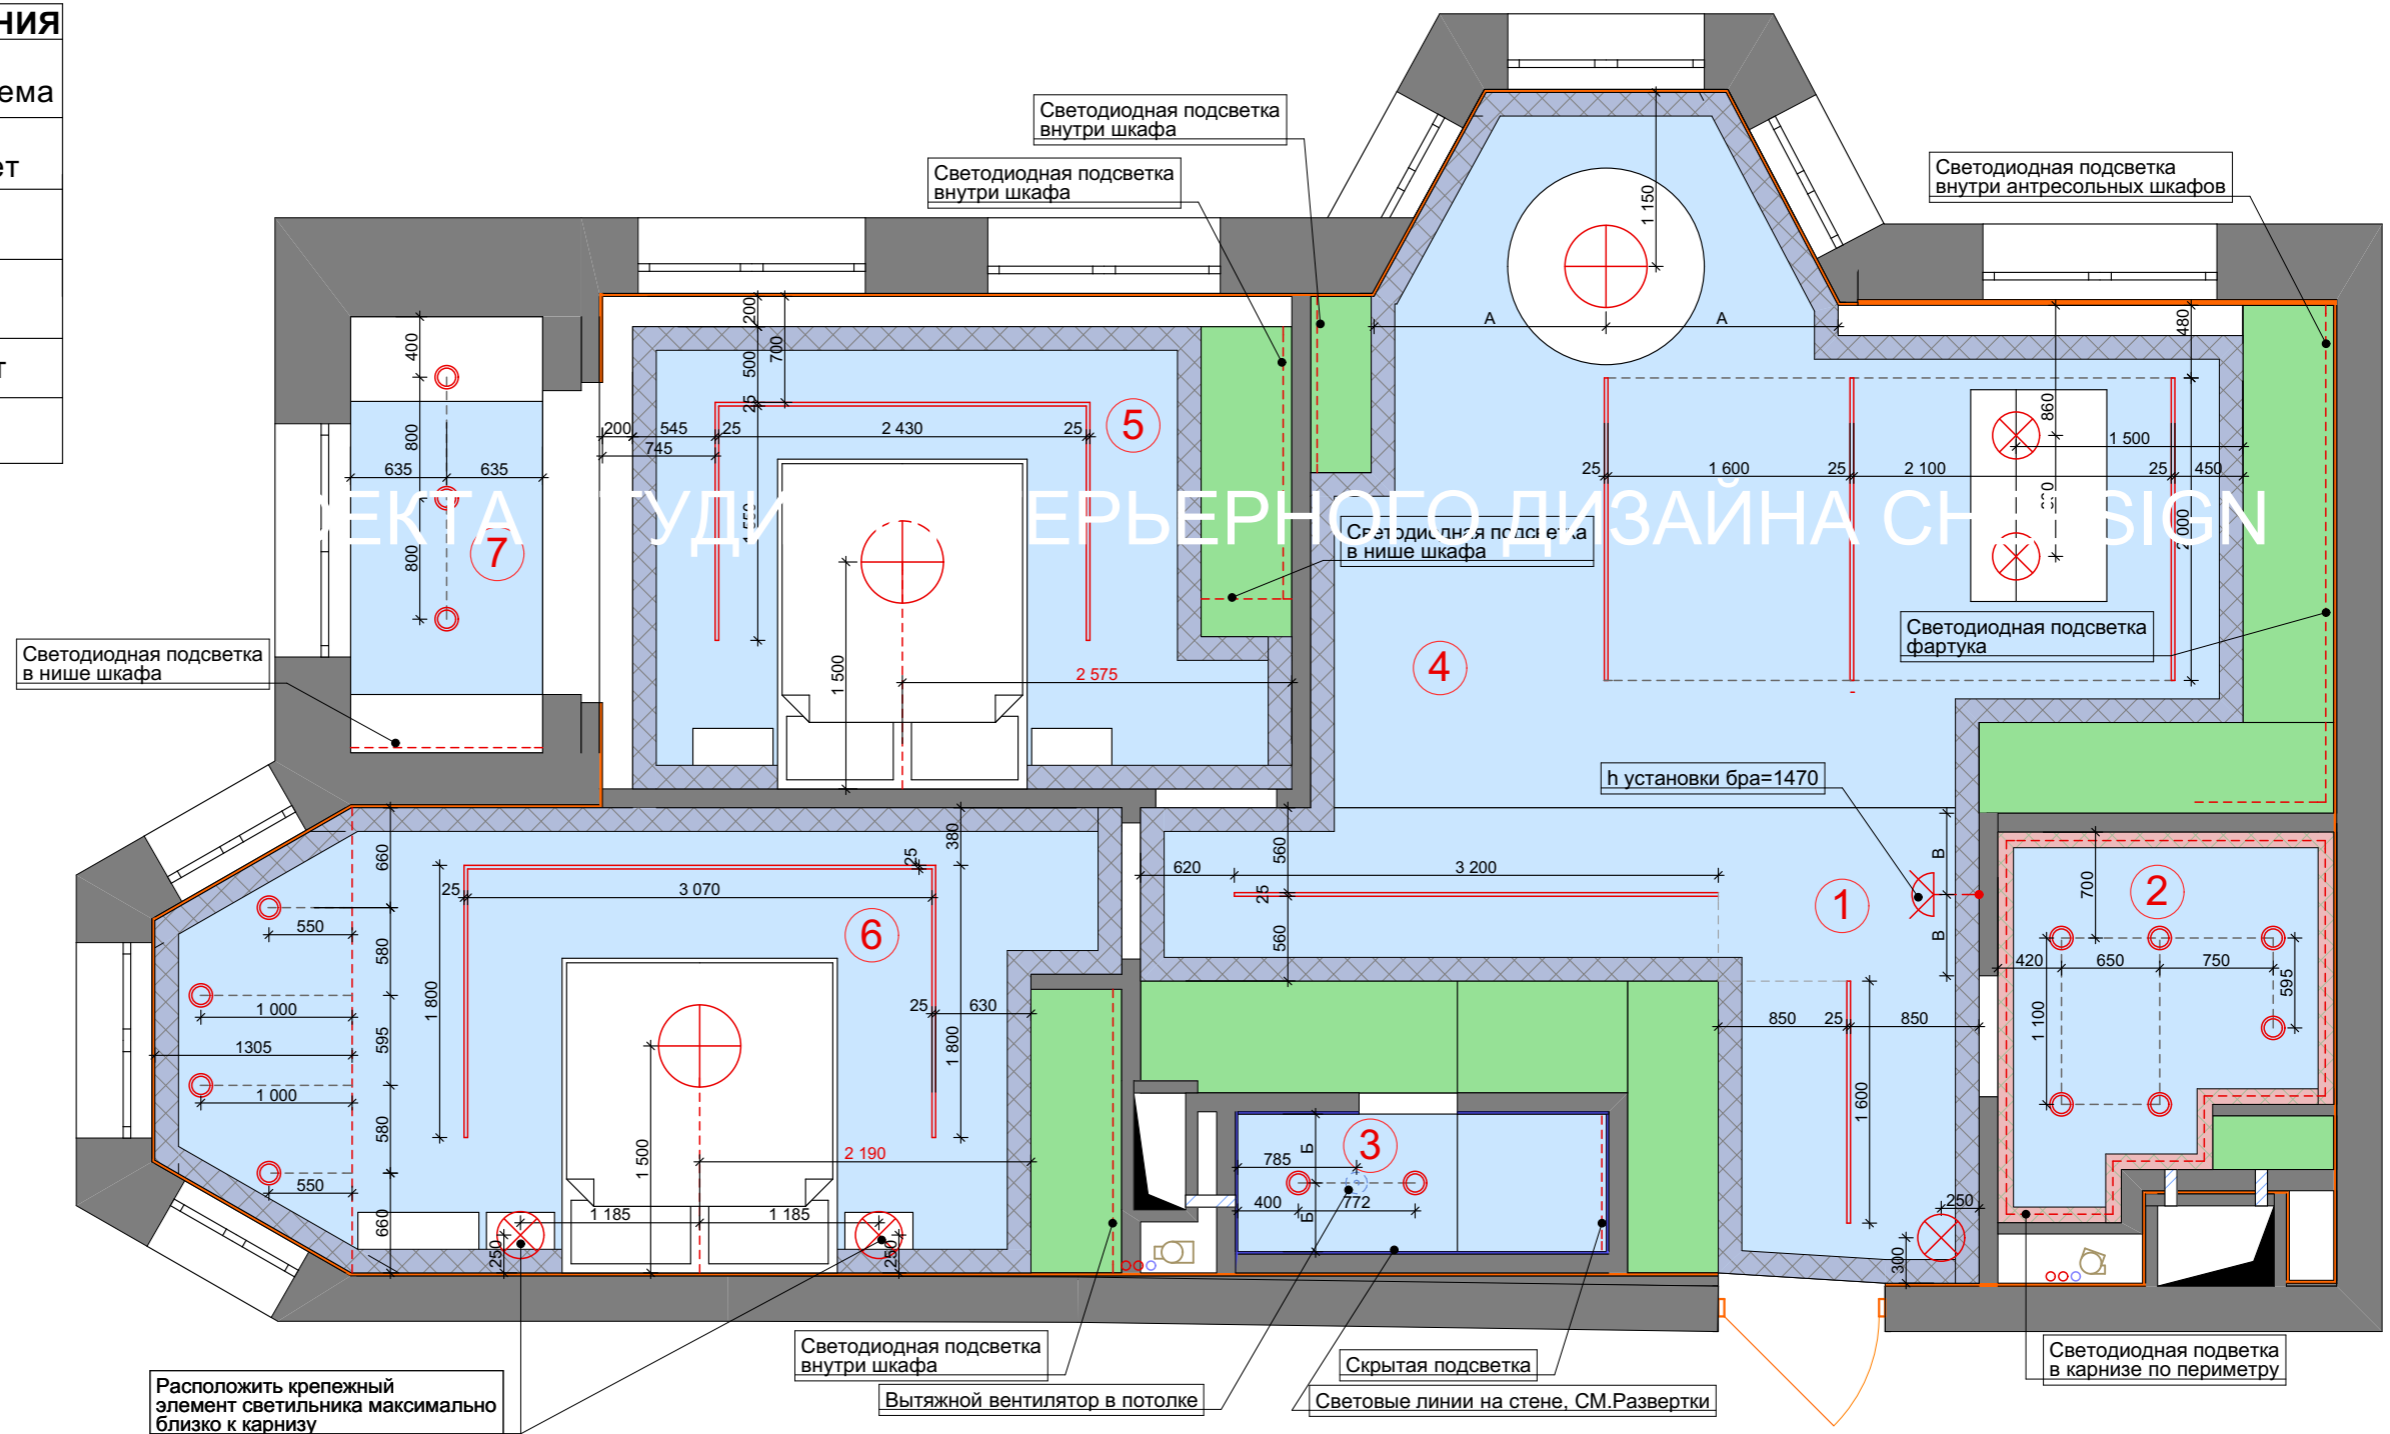 НИЯ
ема
ет
т
Светодиодная подсветка
внутри шкафа
Светодиодная подсветка
внутри шкафа
Светодиодная подсветка
внутри антресольных шкафов
1 150
А
А
200
500
700
25
400
800
635
635
800
7
200
545
25
2 430
25
745
5
1 500
2 575
480
860
1 500
25
1 600
25
2 100
25
450
2 000
ЕКТА
ТУДИ
ЕРЬЕРНОГО ДИЗАЙНА CH
SIGN
Светодиодная подсветка
в нише шкафа
4
Светодиодная подсветка
фартука
Светодиодная подсветка
в нише шкафа
h установки бра=1470
660
550
580
1 000
1305
595
1 000
580
550
660
25
3 070
25
380
6
1 800
25
630
1 800
1 500
2 190
1 185
1 185
250
250
620
560
25
3 200
560
1
В
В
850
25
850
1 600
250
300
2
700
420
650
750
595
1 100
3
785
Б
400
772
Б
Светодиодная подсветка
внутри шкафа
Вытяжной вентилятор в потолке
Скрытая подсветка
Световые линии на стене, СМ.Развертки
Светодиодная подветка
в карнизе по периметру
Расположить крепежный
элемент светильника максимально
близко к карнизу